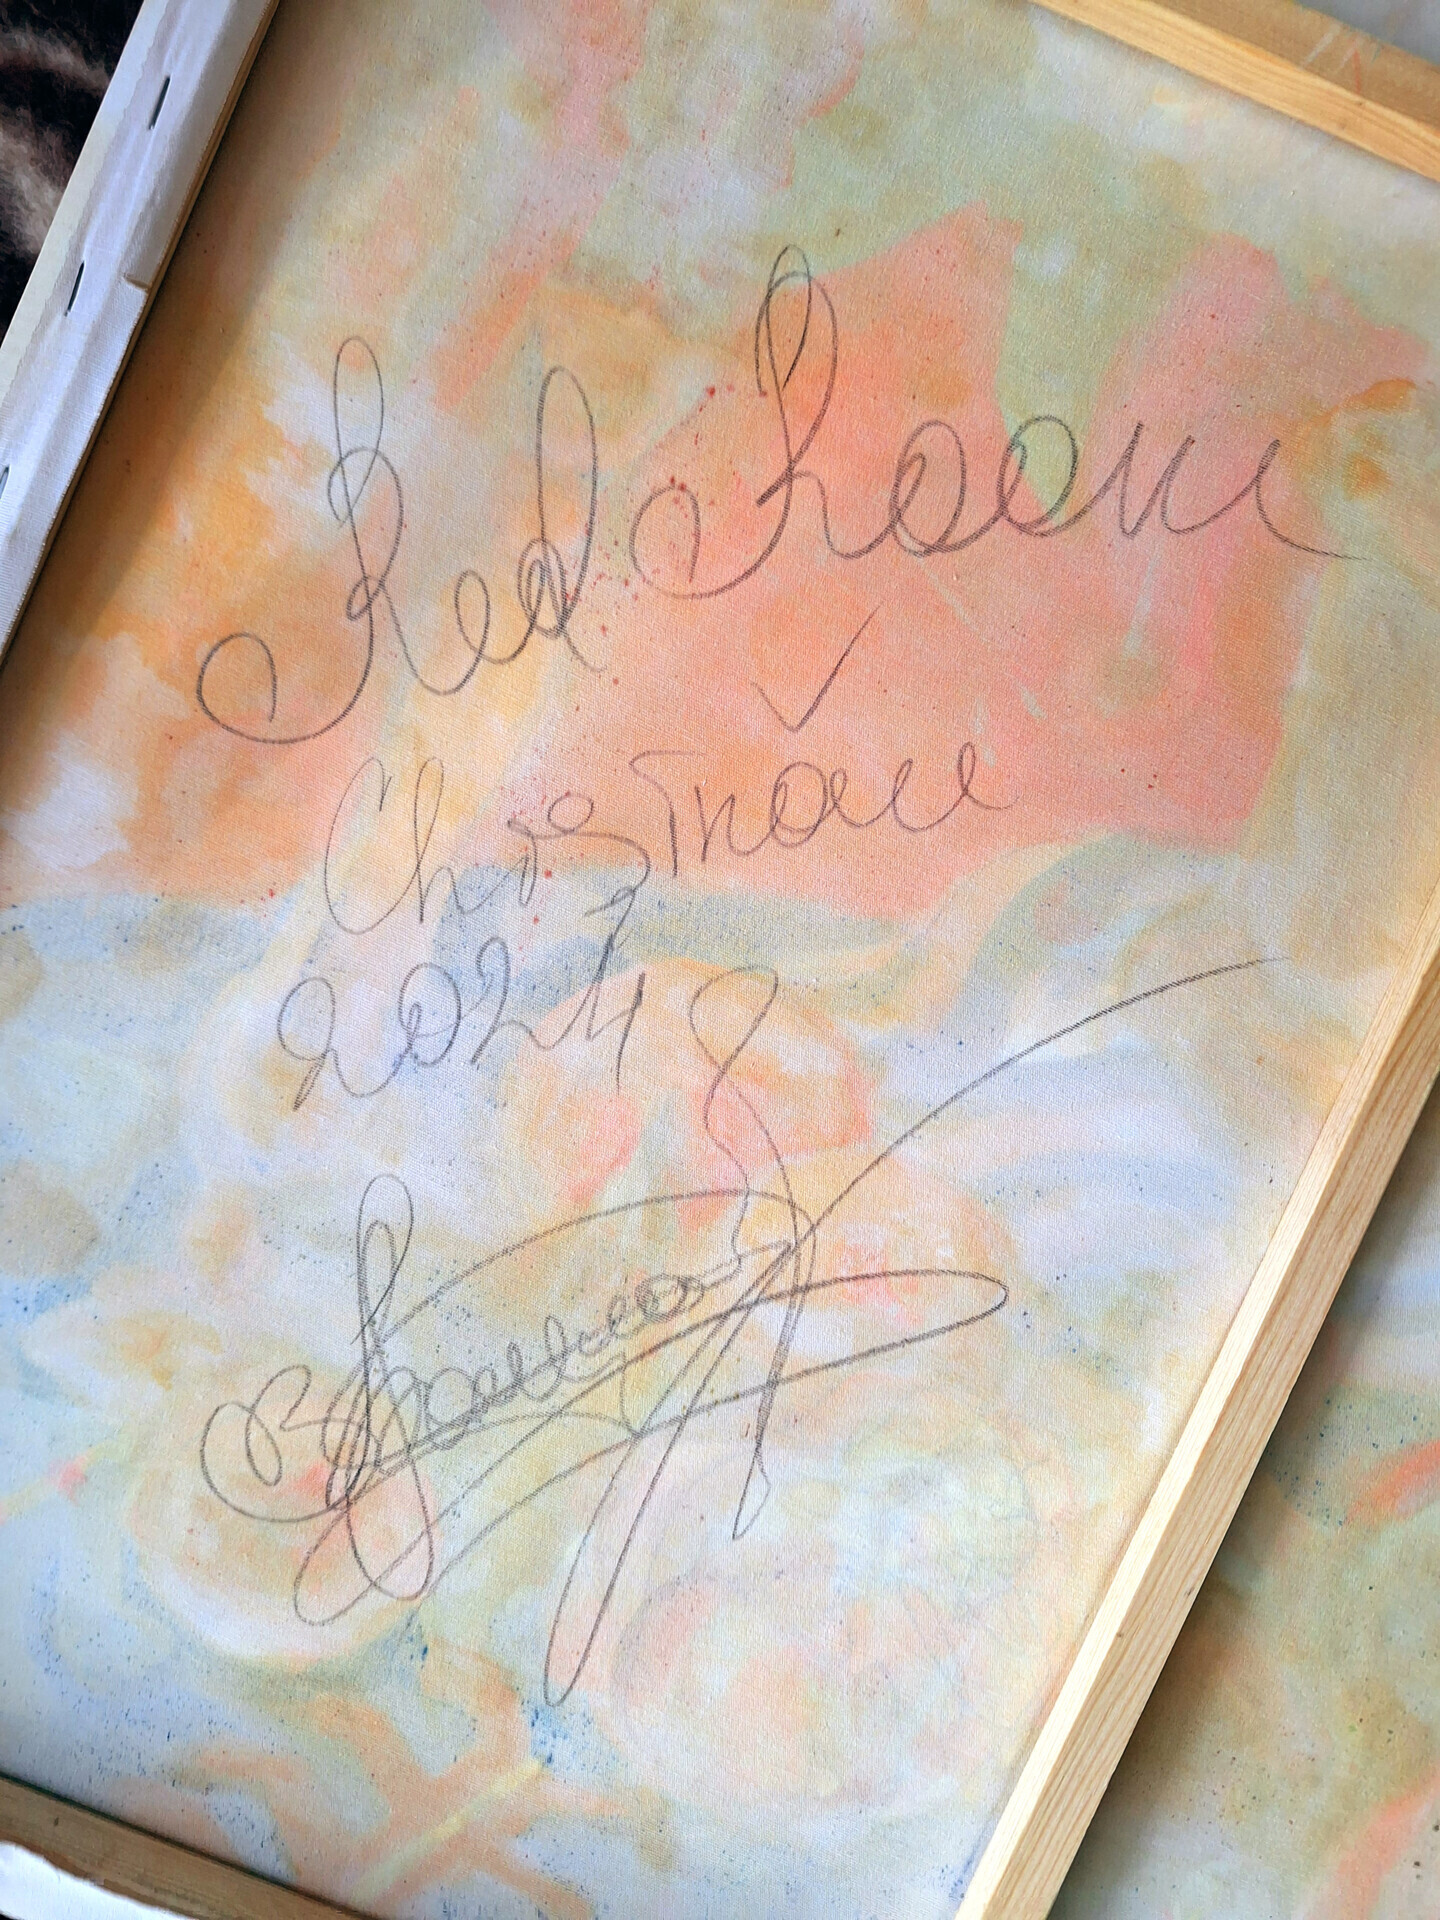 Red Room
✓
Christmas
2024